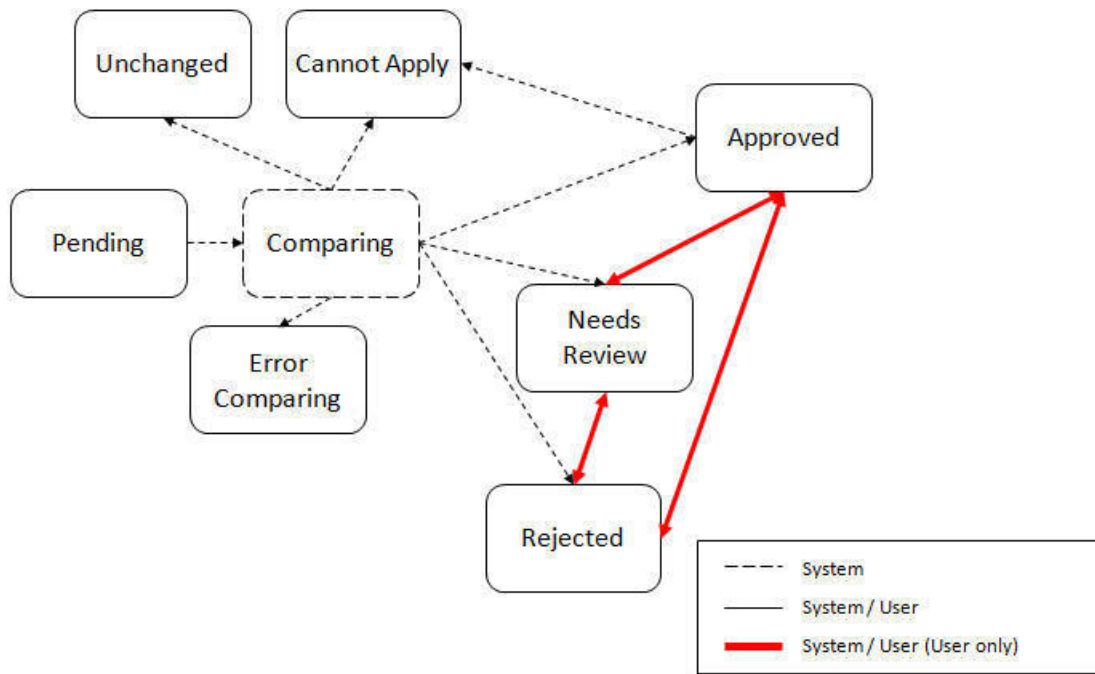 Unchanged
Cannot Apply
Approved
Pending
Comparing
Needs
Review
Error
Comparing
Rejected
System
System / User
System / User (User only)